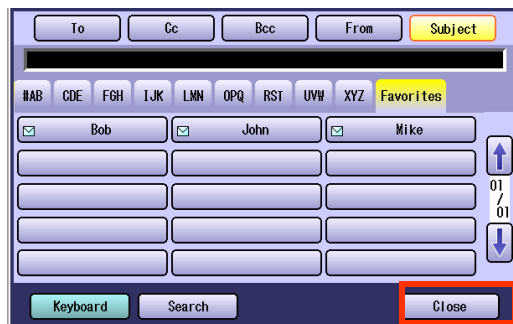 To Cc Bcc From Subject
#AB CDE FGH IJK LMN OPQ RST UVW XYZ Favorites
Bob John Mike
01
/
01
Keyboard Search Close